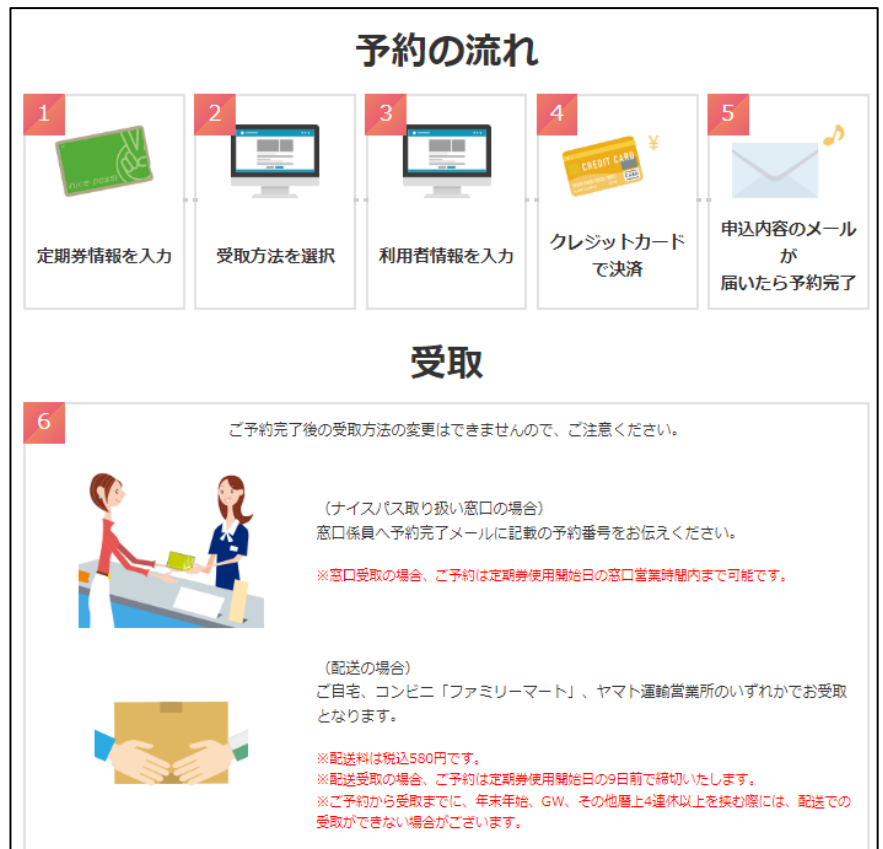 予約の流れ
1
2
3
4
5
nice pass!
CREDIT CARD
¥
CARD
定期券情報を入力
受取方法を選択
利用者情報を入力
クレジットカード
で決済
申込内容のメール
が
届いたら予約完了
受取
6
ご予約完了後の受取方法の変更はできませんので、ご注意ください。
（ナイスパス取り扱い窓口の場合）
窓口係員へ予約完了メールに記載の予約番号をお伝えください。
※窓口受取の場合、ご予約は定期券使用開始日の窓口営業時間内まで可能です。
（配送の場合）
ご自宅、コンビニ「ファミリーマート」、ヤマト運輸営業所のいずれかでお受取
となります。
※配送料は税込580円です。
※配送受取の場合、ご予約は定期券使用開始日の9日前で締切いたします。
※ご予約から受取までに、年末年始、GW、その他暦上4連休以上を挟む際には、配送での
受取ができない場合がございます。